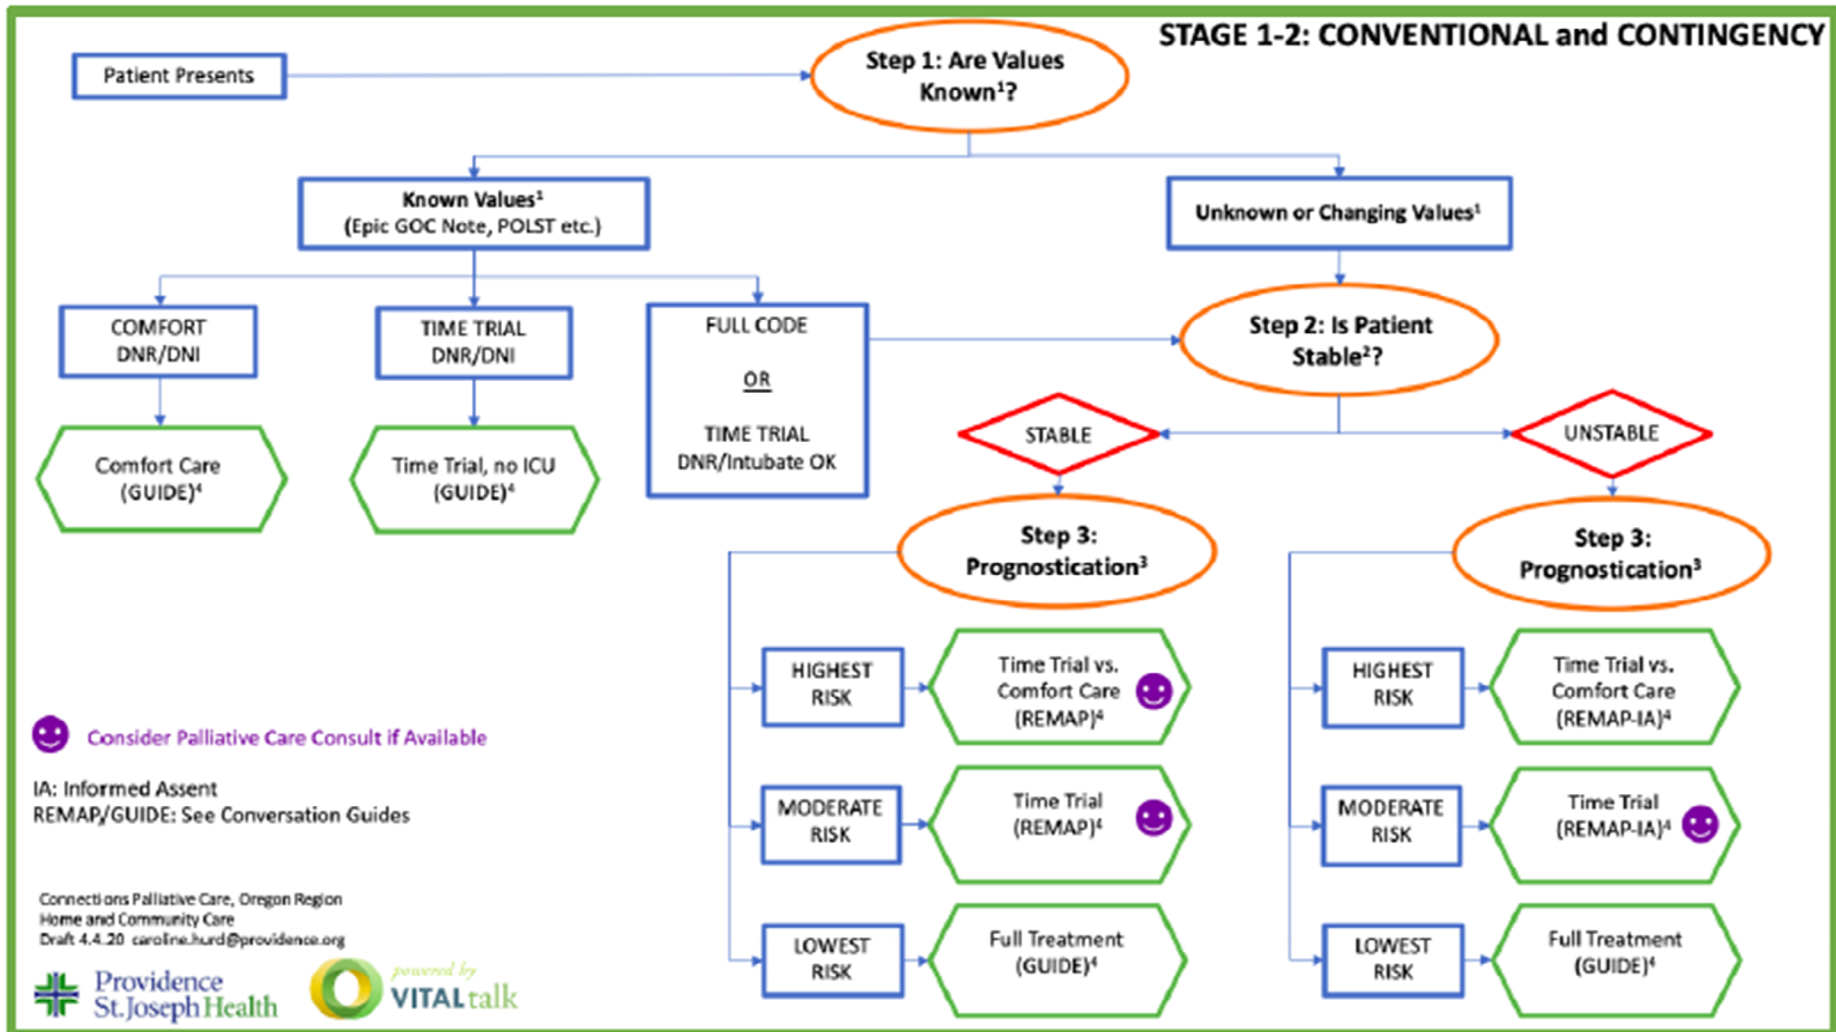 STAGE 1-2: CONVENTIONAL and CONTINGENCY
Patient Presents
Step 1: Are Values
Known¹?
Known Values¹
(Epic GOC Note, POLST etc.)
Unknown or Changing Values¹
COMFORT
DNR/DNI
TIME TRIAL
DNR/DNI
FULL CODE
OR
TIME TRIAL
DNR/Intubate OK
Step 2: Is Patient
Stable²?
Comfort Care
(GUIDE)⁴
Time Trial, no ICU
(GUIDE)⁴
STABLE
UNSTABLE
Step 3:
Prognostication³
Step 3:
Prognostication³
HIGHEST
RISK
Time Trial vs.
Comfort Care
(REMAP)⁴
HIGHEST
RISK
Time Trial vs.
Comfort Care
(REMAP-IA)⁴
MODERATE
RISK
Time Trial
(REMAP)⁴
MODERATE
RISK
Time Trial
(REMAP-IA)⁴
LOWEST
RISK
Full Treatment
(GUIDE)⁴
LOWEST
RISK
Full Treatment
(GUIDE)⁴
Consider Palliative Care Consult if Available
IA: Informed Assent
REMAP/GUIDE: See Conversation Guides
Connections Palliative Care, Oregon Region
Home and Community Care
Draft 4.4.20 caroline.hurd@providence.org
Providence
St.Joseph Health
powered by
VITALtalk